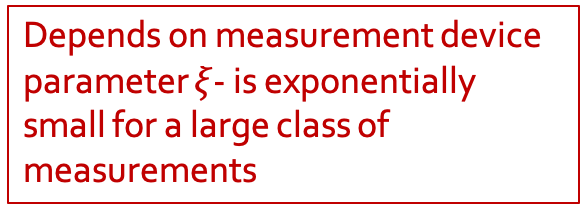 Depends on measurement device
parameter ξ- is exponentially
small for a large class of
measurements